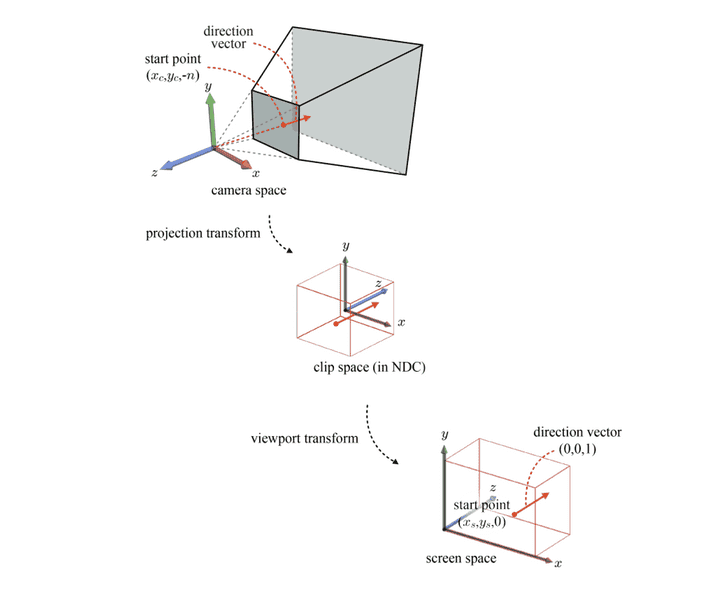 direction
vector
start point
(x_c,y_c,-n)
y
z
x
camera space
projection transform
y
z
x
clip space (in NDC)
viewport transform
direction vector
(0,0,1)
y
z
start point
(x_s,y_s,0)
screen space
x